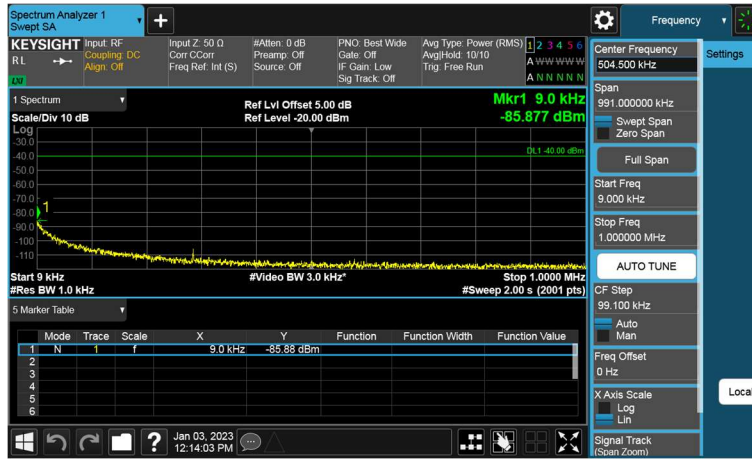 Spectrum Analyzer 1
Swept SA
Frequency
KEYSIGHT
RL
LXI
Input: RF
Coupling: DC
Align: Off
Input Z: 50 Ω
Corr CCorr
Freq Ref: Int (S)
#Atten: 0 dB
Preamp: Off
Source: Off
PNO: Best Wide
Gate: Off
IF Gain: Low
Sig Track: Off
Avg Type: Power (RMS)
Avg|Hold: 10/10
Trig: Free Run
1 2 3 4 5 6
A W W W W W
A N N N N N
1 Spectrum
Scale/Div 10 dB
Ref Lvl Offset 5.00 dB
Ref Level -20.00 dBm
Mkr1 9.0 kHz
-85.877 dBm
Log
-30.0
-40.0
-50.0
-60.0
-70.0
-80.0
-90.0
-100
-110
DL1 -40.00 dBm
1
Start 9 kHz
#Res BW 1.0 kHz
#Video BW 3.0 kHz*
Stop 1.0000 MHz
#Sweep 2.00 s (2001 pts)
5 Marker Table
Mode Trace Scale X Y Function Function Width Function Value
1 N 1 f 9.0 kHz -85.88 dBm
2
3
4
5
6
Jan 03, 2023
12:14:03 PM
Center Frequency
504.500 kHz
Settings
Span
991.000000 kHz
Swept Span
Zero Span
Full Span
Start Freq
9.000 kHz
Stop Freq
1.000000 MHz
AUTO TUNE
CF Step
99.100 kHz
Auto
Man
Freq Offset
0 Hz
X Axis Scale
Log
Lin
Local
Signal Track
(Span Zoom)